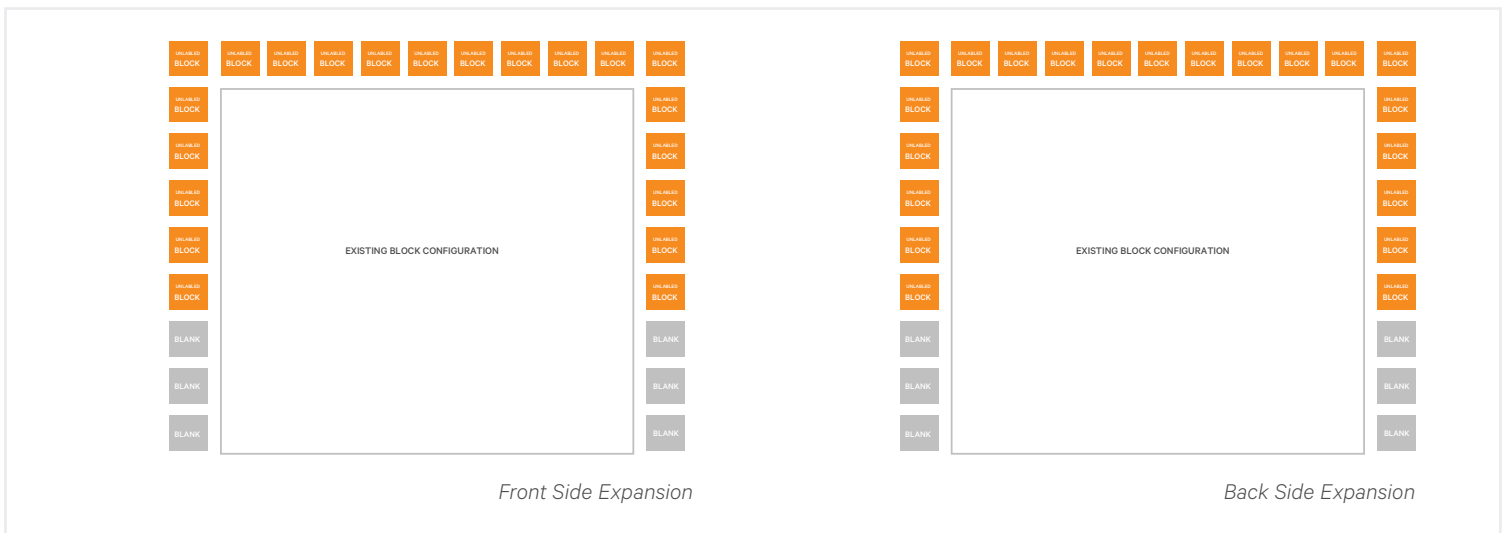 UNLABLED UNLABLED UNLABLED UNLABLED UNLABLED UNLABLED UNLABLED UNLABLED UNLABLED UNLABLED UNLABLED
BLOCK BLOCK BLOCK BLOCK BLOCK BLOCK BLOCK BLOCK BLOCK BLOCK BLOCK
UNLABLED UNLABLED
BLOCK BLOCK
UNLABLED UNLABLED
BLOCK BLOCK
UNLABLED UNLABLED
BLOCK BLOCK
UNLABLED UNLABLED
BLOCK EXISTING BLOCK CONFIGURATION BLOCK
UNLABLED UNLABLED
BLOCK BLOCK
BLANK BLANK
BLANK BLANK
BLANK BLANK
Front Side Expansion
UNLABLED UNLABLED UNLABLED UNLABLED UNLABLED UNLABLED UNLABLED UNLABLED UNLABLED UNLABLED UNLABLED
BLOCK BLOCK BLOCK BLOCK BLOCK BLOCK BLOCK BLOCK BLOCK BLOCK BLOCK
UNLABLED UNLABLED
BLOCK BLOCK
UNLABLED UNLABLED
BLOCK BLOCK
UNLABLED UNLABLED
BLOCK BLOCK
UNLABLED UNLABLED
BLOCK EXISTING BLOCK CONFIGURATION BLOCK
UNLABLED UNLABLED
BLOCK BLOCK
BLANK BLANK
BLANK BLANK
BLANK BLANK
Back Side Expansion